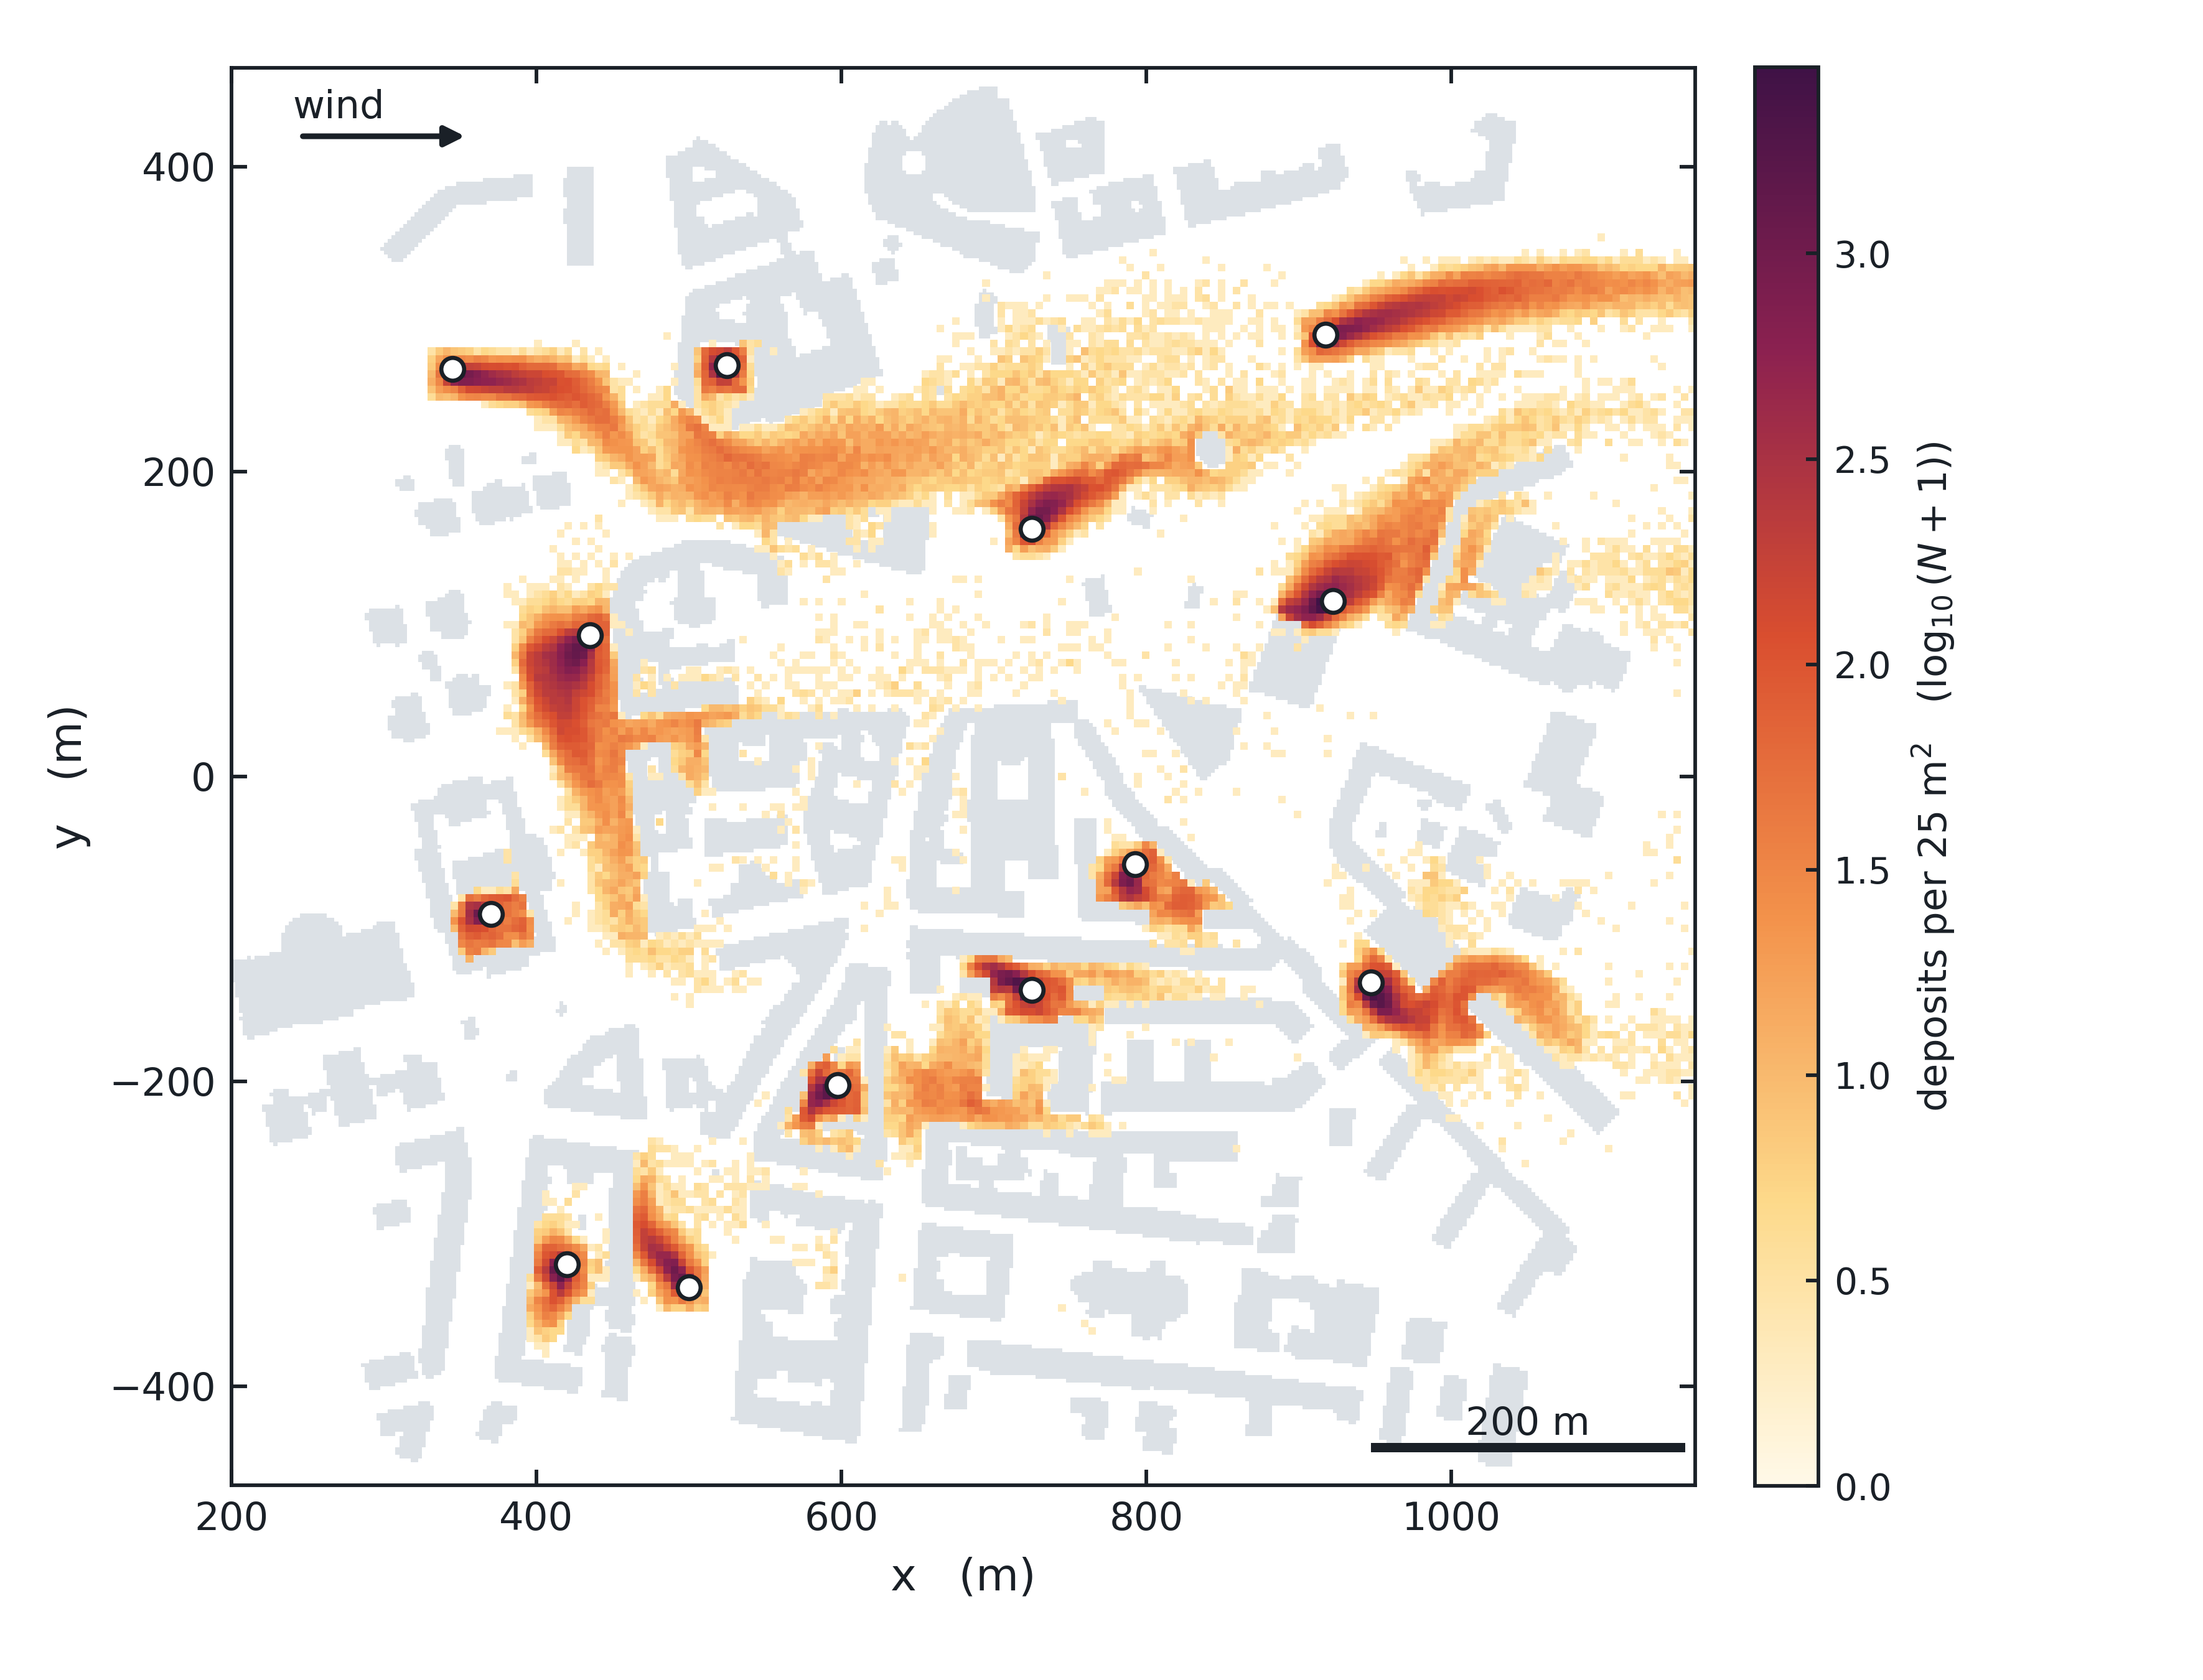 wind
400
200
0
−200
−400
y (m)
200 m
200 400 600 800 1000
x (m)
3.0
2.5
2.0
1.5
1.0
0.5
0.0
deposits per 25 m² (log₁₀(N + 1))